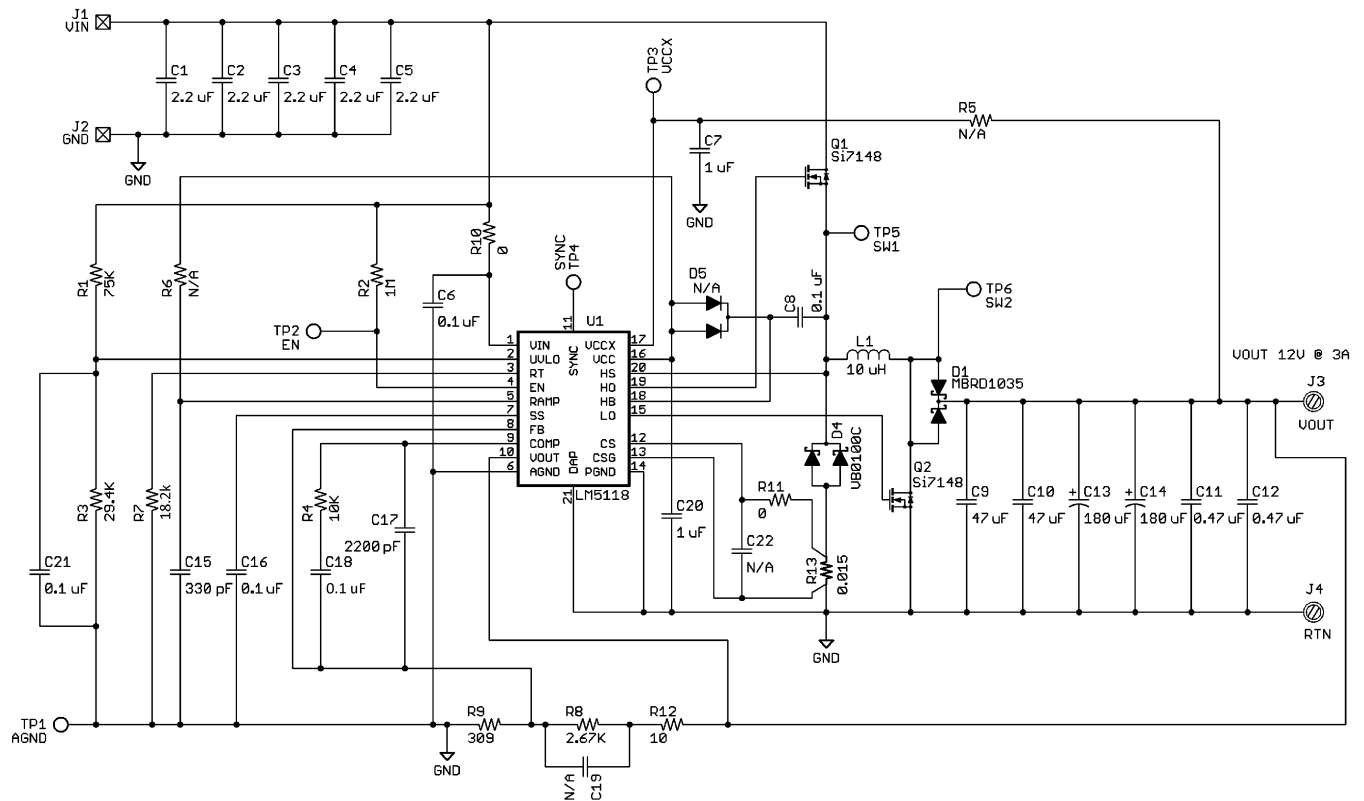 J1
VIN
C1
2.2 uF
C2
2.2 uF
C3
2.2 uF
C4
2.2 uF
C5
2.2 uF
J2
GND
GND
TP3
VCCX
C7
1 uF
GND
R5
N/A
Q1
Si7148
TP5
SW1
TP6
SW2
R1
75K
R6
N/A
R2
1M
R10
0
C6
0.1 uF
TP2
EN
SYNC
TP4
D5
N/A
C8
0.1 uF
U1
11
SYNC
1 VIN
2 UVLO
3 RT
4 EN
5 RAMP
7 SS
8 FB
9 COMP
10 VOUT
6 AGND
VCCX 17
VCC 16
HS 20
HO 19
HB 18
LO 15
CS 12
CSG 13
PGND 14
DAP
21
LM5118
L1
10 uH
D1
MBRD1035
VOUT 12V @ 3A
J3
VOUT
D4
VB0100C
Q2
Si7148
C9
47 uF
C10
47 uF
C13
180 uF
C14
180 uF
C11
0.47 uF
C12
0.47 uF
R3
29.4K
R7
18.2k
R4
10K
C17
2200 pF
C20
1 uF
R11
0
C22
N/A
R13
0.015
C21
0.1 uF
C15
330 pF
C16
0.1 uF
C18
0.1 uF
GND
J4
RTN
TP1
AGND
GND
R9
309
R8
2.67K
R12
10
N/A
C19